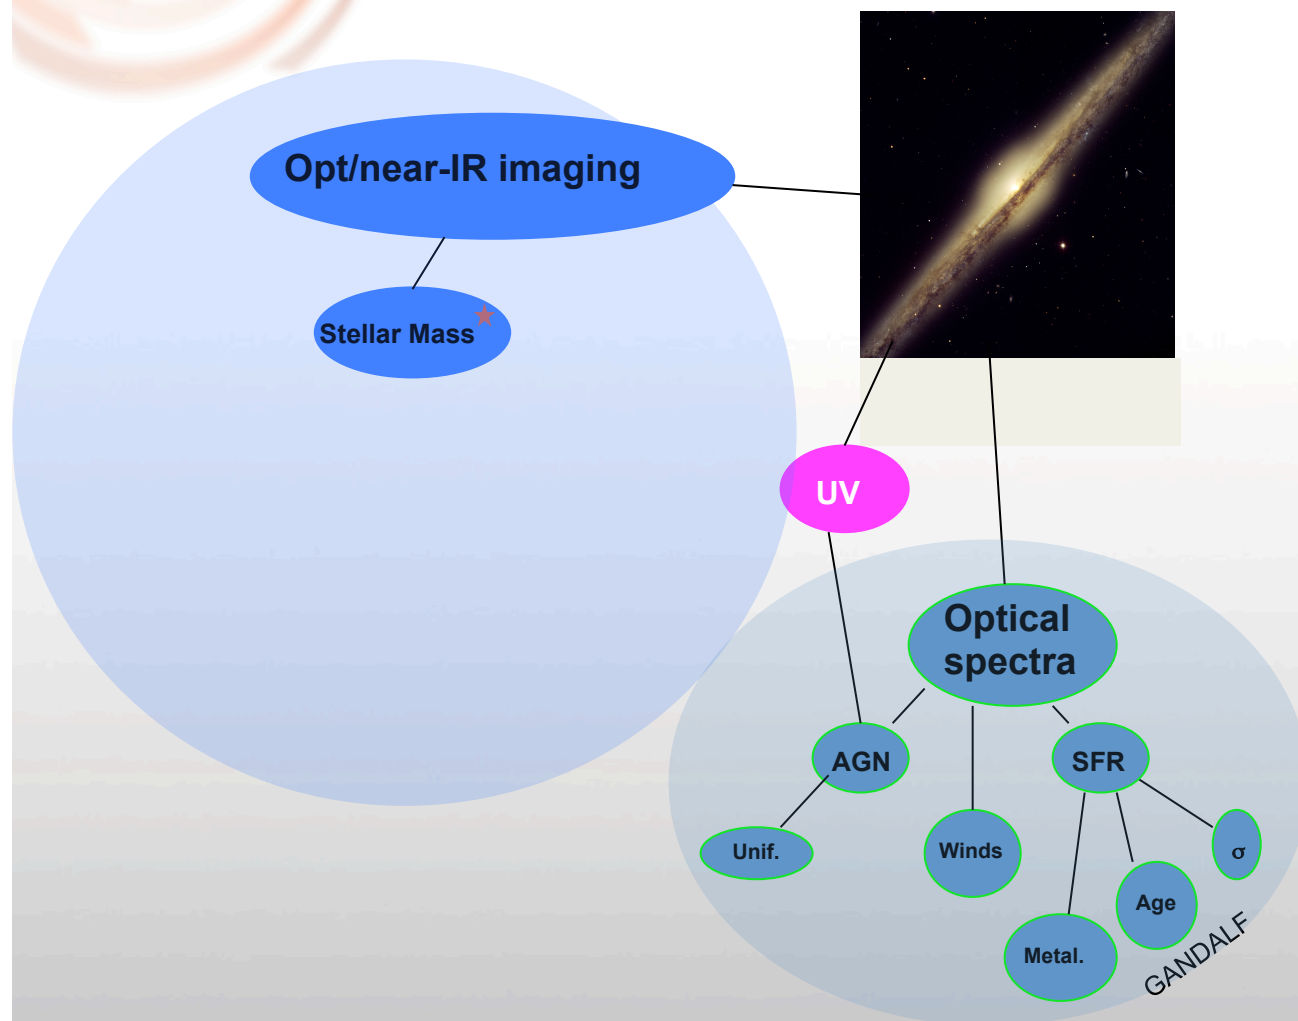 Opt/near-IR imaging
Stellar Mass
UV
Optical
spectra
AGN
SFR
Unif.
Winds
σ
Age
Metal.
GANDALF